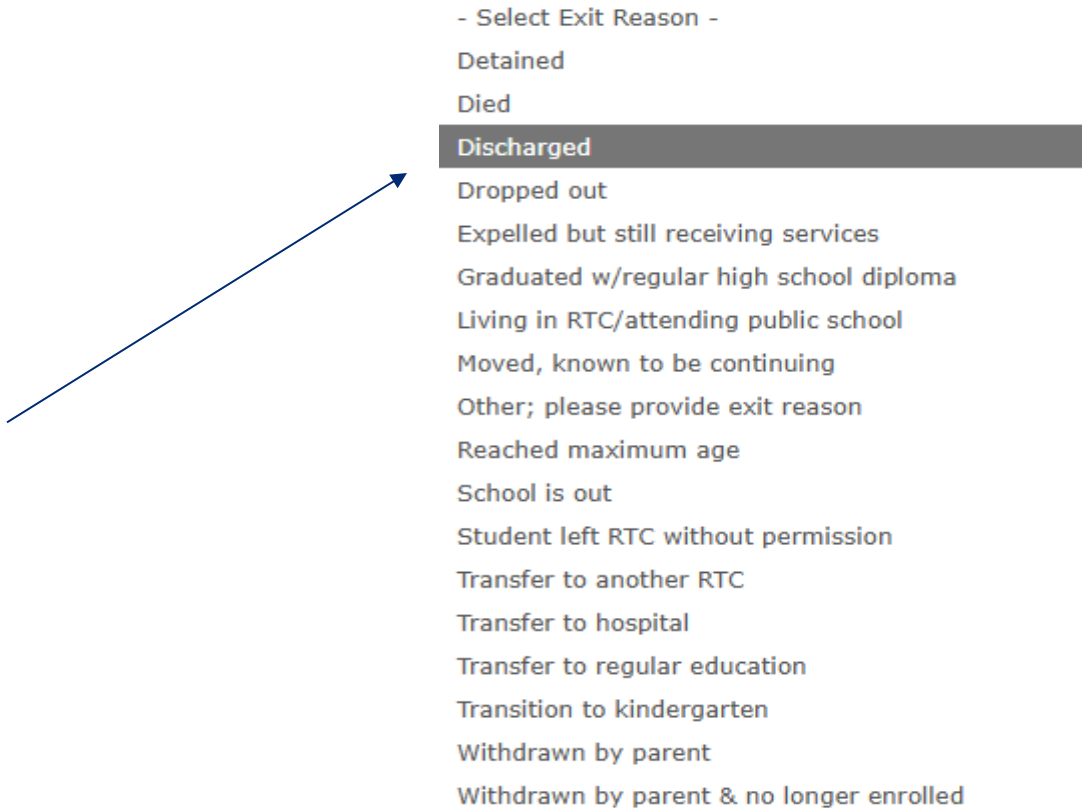 - Select Exit Reason -
Detained
Died
Discharged
Dropped out
Expelled but still receiving services
Graduated w/regular high school diploma
Living in RTC/attending public school
Moved, known to be continuing
Other; please provide exit reason
Reached maximum age
School is out
Student left RTC without permission
Transfer to another RTC
Transfer to hospital
Transfer to regular education
Transition to kindergarten
Withdrawn by parent
Withdrawn by parent & no longer enrolled